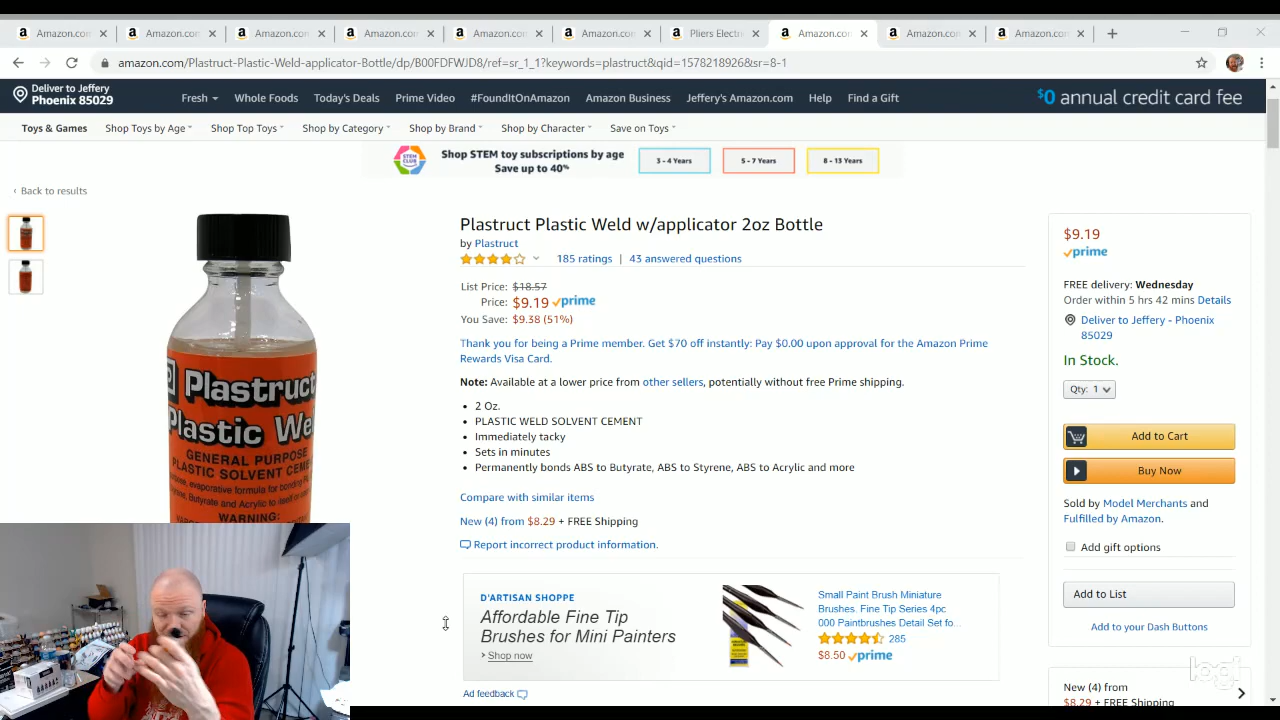 Amazon.com
Amazon.com
Amazon.com
Amazon.com
Amazon.com
Amazon.com
Pliers Electr
Amazon.com
Amazon.com
Amazon.com
amazon.com/Plastruct-Plastic-Weld-applicator-Bottle/dp/B00FDFWJD8/ref=sr_1_1?keywords=plastruct&qid=1578218926&sr=8-1
Deliver to Jeffery
Phoenix 85029
Fresh Whole Foods Today's Deals Prime Video #FoundItOnAmazon Amazon Business Jeffery's Amazon.com Help Find a Gift
$0 annual credit card fee
Toys & Games Shop Toys by Age Shop Top Toys Shop by Category Shop by Brand Shop by Character Save on Toys
STEM CLUB
Shop STEM toy subscriptions by age
Save up to 40%
3 - 4 Years
5 - 7 Years
8 - 13 Years
‹ Back to results
Plastruct
Plastic We
GENERAL PURPOSE
PLASTIC SOLVENT CEME
WARNING:
Plastruct Plastic Weld w/applicator 2oz Bottle
by Plastruct
185 ratings | 43 answered questions
List Price: $18.57
Price: $9.19 prime
You Save: $9.38 (51%)
Thank you for being a Prime member. Get $70 off instantly: Pay $0.00 upon approval for the Amazon Prime
Rewards Visa Card.
Note: Available at a lower price from other sellers, potentially without free Prime shipping.
• 2 Oz.
• PLASTIC WELD SOLVENT CEMENT
• Immediately tacky
• Sets in minutes
• Permanently bonds ABS to Butyrate, ABS to Styrene, ABS to Acrylic and more
Compare with similar items
New (4) from $8.29 + FREE Shipping
Report incorrect product information.
D'ARTISAN SHOPPE
Affordable Fine Tip
Brushes for Mini Painters
› Shop now
Small Paint Brush Miniature
Brushes. Fine Tip Series 4pc
000 Paintbrushes Detail Set fo...
285
$8.50 prime
Ad feedback
$9.19
prime
FREE delivery: Wednesday
Order within 5 hrs 42 mins Details
Deliver to Jeffery - Phoenix
85029
In Stock.
Qty: 1
Add to Cart
Buy Now
Sold by Model Merchants and
Fulfilled by Amazon.
Add gift options
Add to List
Add to your Dash Buttons
New (4) from
$8.29 + FREE Shipping
logi